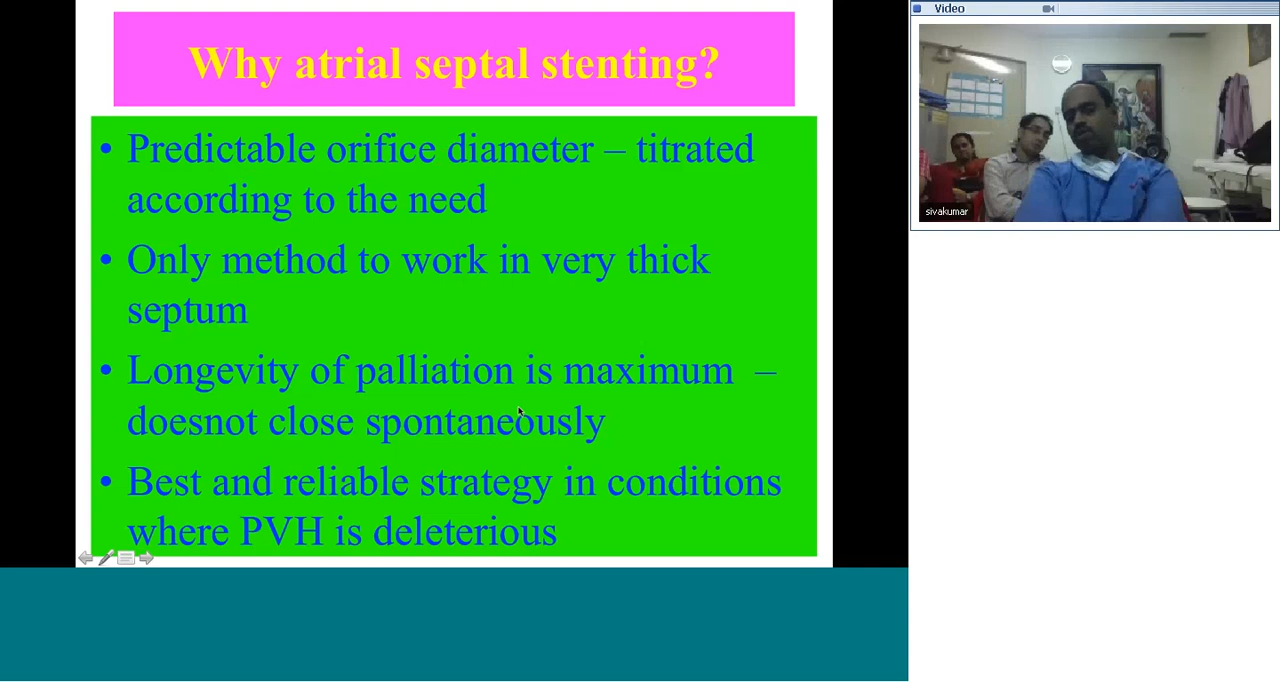 Why atrial septal stenting?
• Predictable orifice diameter – titrated
according to the need
• Only method to work in very thick
septum
• Longevity of palliation is maximum –
doesnot close spontaneously
• Best and reliable strategy in conditions
where PVH is deleterious
Video
sivakumar